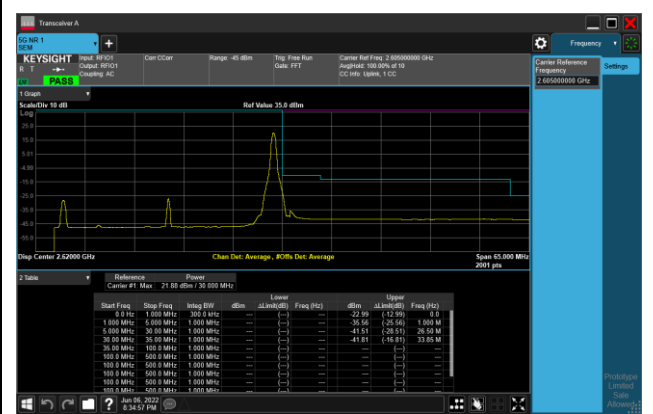 Transceiver A
5G NR 1
SEM
+
Frequency
KEYSIGHT
R T
PASS
Input: RFIO1
Output: RFIO1
Coupling: AC
Corr CCorr
Range: -45 dBm
Trig: Free Run
Gate: FFT
Carrier Ref Freq: 2.605000000 GHz
Avg|Hold: 100.00% of 10
CC Info: Uplink, 1 CC
Carrier Reference
Frequency
2.605000000 GHz
Settings
1 Graph
Scale/Div 10 dB
Ref Value 35.0 dBm
Log
25.0
15.0
5.01
-4.99
-15.0
-25.0
-35.0
-45.0
-55.0
Disp Center 2.62000 GHz
Chan Det: Average, #Offs Det: Average
Span 65.000 MHz
2001 pts
2 Table
Reference Power
Carrier #1 Max 21.88 dBm / 30.000 MHz
Lower Upper
Start Freq Stop Freq Integ BW dBm ΔLimit(dB) Freq (Hz) dBm ΔLimit(dB) Freq (Hz)
0.0 Hz 1.000 MHz 300.0 kHz --- (---) --- -22.99 (-12.99) 0.0
1.000 MHz 5.000 MHz 1.000 MHz --- (---) --- -35.56 (-25.56) 1.000 M
5.000 MHz 30.00 MHz 1.000 MHz --- (---) --- -41.51 (-28.51) 26.50 M
30.00 MHz 35.00 MHz 1.000 MHz --- (---) --- -41.81 (-16.81) 33.85 M
35.00 MHz 100.0 MHz 1.000 MHz --- (---) --- --- (---) ---
100.0 MHz 500.0 MHz 1.000 MHz --- (---) --- --- (---) ---
100.0 MHz 500.0 MHz 1.000 MHz --- (---) --- --- (---) ---
100.0 MHz 500.0 MHz 1.000 MHz --- (---) --- --- (---) ---
100.0 MHz 500.0 MHz 1.000 MHz --- (---) --- --- (---) ---
Prototype
Limited
Sale
Allowed
?
Jun 06, 2022
8:34:57 PM